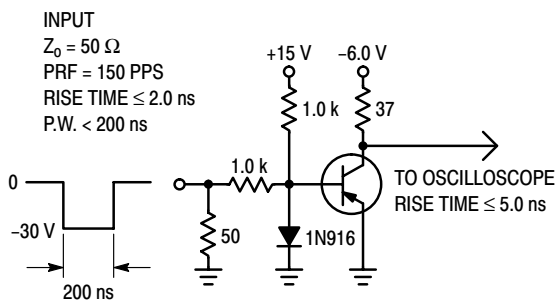 INPUT
Zo = 50 Ω
PRF = 150 PPS
RISE TIME ≤ 2.0 ns
P.W. < 200 ns
+15 V
−6.0 V
1.0 k
37
1.0 k
0
−30 V
50
1N916
TO OSCILLOSCOPE
RISE TIME ≤ 5.0 ns
200 ns